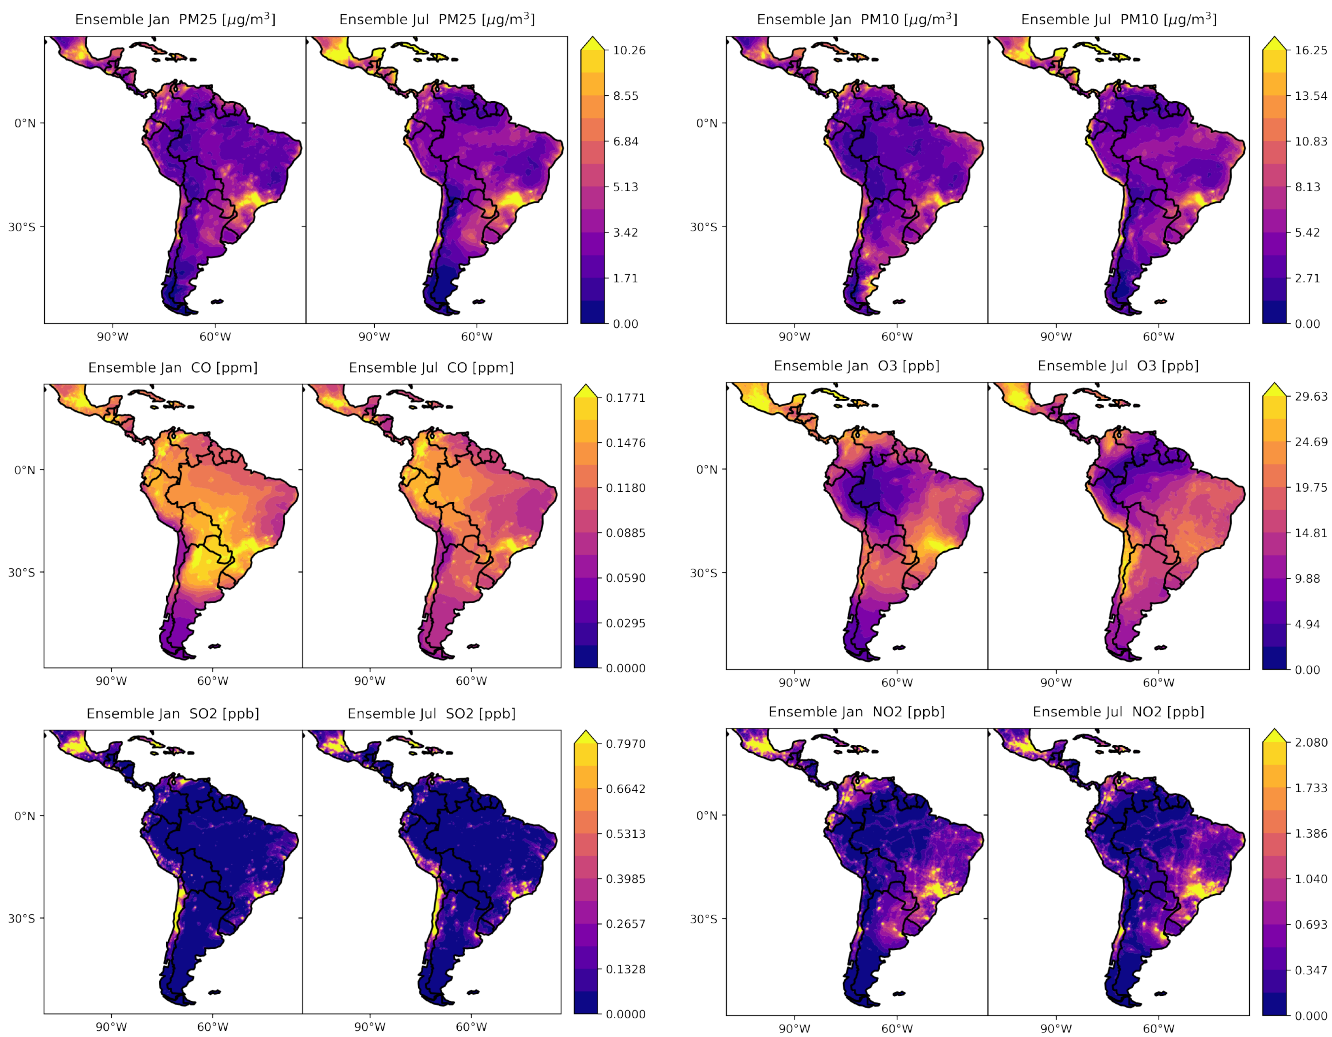 Ensemble Jan  PM25 [μg/m³]
Ensemble Jul  PM25 [μg/m³]
10.26
8.55
6.84
5.13
3.42
1.71
0.00
0°N
30°S
90°W
60°W
90°W
60°W
Ensemble Jan  PM10 [μg/m³]
Ensemble Jul  PM10 [μg/m³]
16.25
13.54
10.83
8.13
5.42
2.71
0.00
0°N
30°S
90°W
60°W
90°W
60°W
Ensemble Jan  CO [ppm]
Ensemble Jul  CO [ppm]
0.1771
0.1476
0.1180
0.0885
0.0590
0.0295
0.0000
0°N
30°S
90°W
60°W
90°W
60°W
Ensemble Jan  O3 [ppb]
Ensemble Jul  O3 [ppb]
29.63
24.69
19.75
14.81
9.88
4.94
0.00
0°N
30°S
90°W
60°W
90°W
60°W
Ensemble Jan  SO2 [ppb]
Ensemble Jul  SO2 [ppb]
0.7970
0.6642
0.5313
0.3985
0.2657
0.1328
0.0000
0°N
30°S
90°W
60°W
90°W
60°W
Ensemble Jan  NO2 [ppb]
Ensemble Jul  NO2 [ppb]
2.080
1.733
1.386
1.040
0.693
0.347
0.000
0°N
30°S
90°W
60°W
90°W
60°W